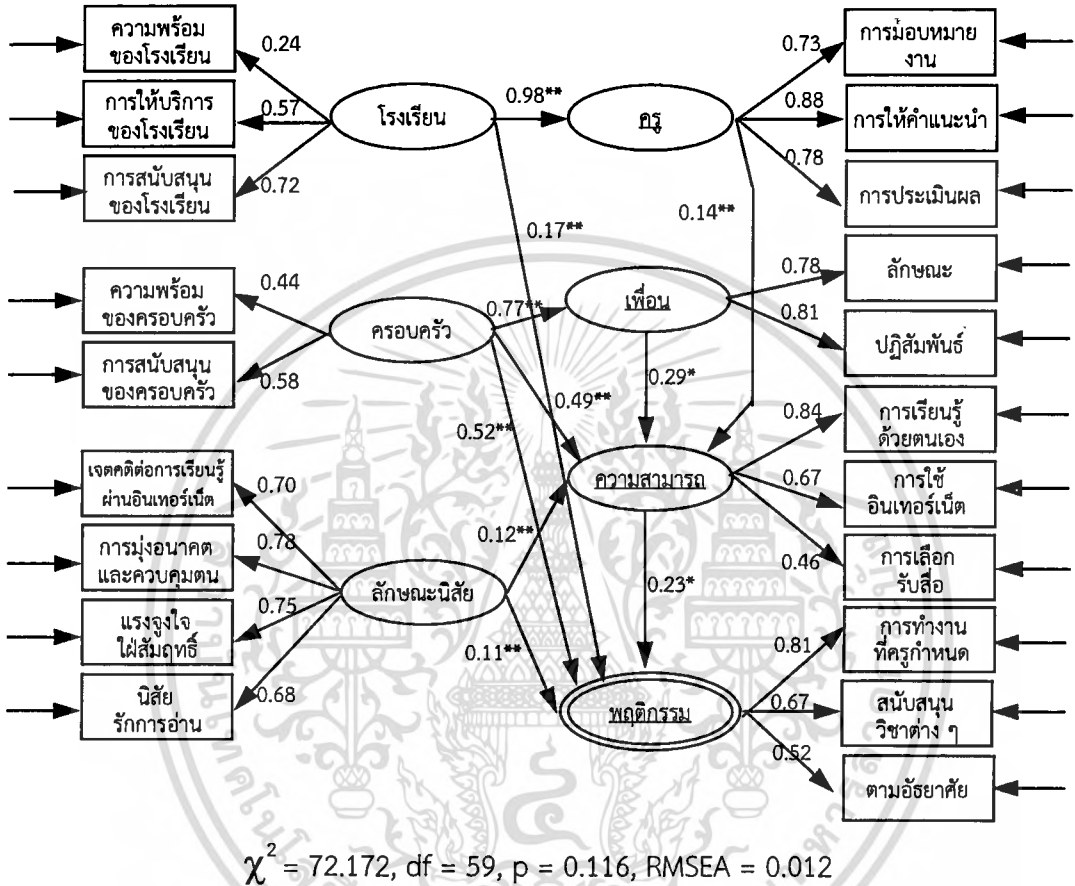 ความพร้อม
ของโรงเรียน
0.24
การให้บริการ
ของโรงเรียน
0.57
การสนับสนุน
ของโรงเรียน
0.72
โรงเรียน
0.98**
ครู
0.73
การมอบหมาย
งาน
0.88
การให้คำแนะนำ
0.78
การประเมินผล
0.14**
0.17**
ความพร้อม
ของครอบครัว
0.44
การสนับสนุน
ของครอบครัว
0.58
ครอบครัว
0.77**
เพื่อน
0.78
ลักษณะ
0.81
ปฏิสัมพันธ์
0.29*
0.49**
0.52**
ความสามารถ
0.84
การเรียนรู้
ด้วยตนเอง
0.67
การใช้
อินเทอร์เน็ต
0.46
การเลือก
รับสื่อ
เจตคติต่อการเรียนรู้
ผ่านอินเทอร์เน็ต
0.70
การมุ่งอนาคต
และควบคุมตน
0.78
แรงจูงใจ
ใฝ่สัมฤทธิ์
0.75
นิสัย
รักการอ่าน
0.68
ลักษณะนิสัย
0.12**
0.11**
0.23*
พฤติกรรม
0.81
การทำงาน
ที่ครูกำหนด
0.67
สนับสนุน
วิชาต่าง ๆ
0.52
ตามอัธยาศัย
χ² = 72.172, df = 59, p = 0.116, RMSEA = 0.012